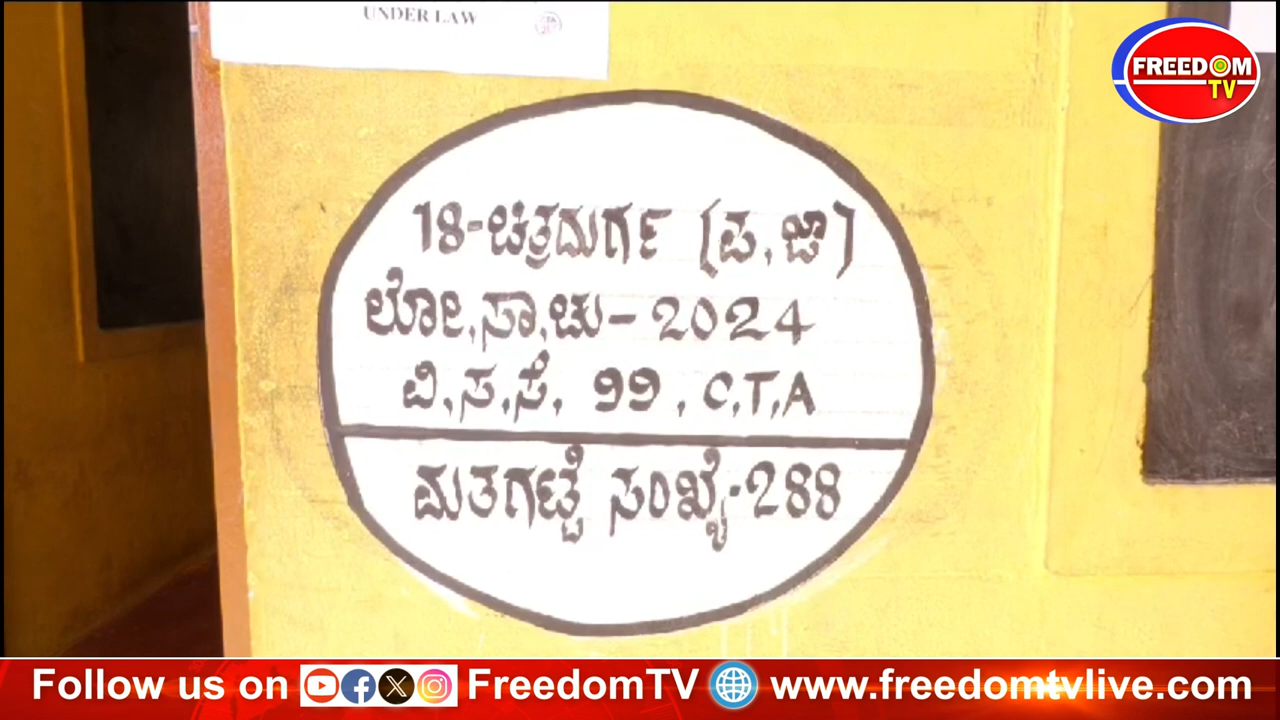 UNDER LAW
FREEDOM
TV
18-ಚಿತ್ರದುರ್ಗ (ಪ.ಜಾ)
ಲೋ.ಸಾ.ಚು-2024
ವಿ.ಸ.ಸೆ. 99. C.T.A
ಮತಗಟ್ಟೆ ಸಂಖ್ಯೆ-288
Follow us on FreedomTV www.freedomtvlive.com